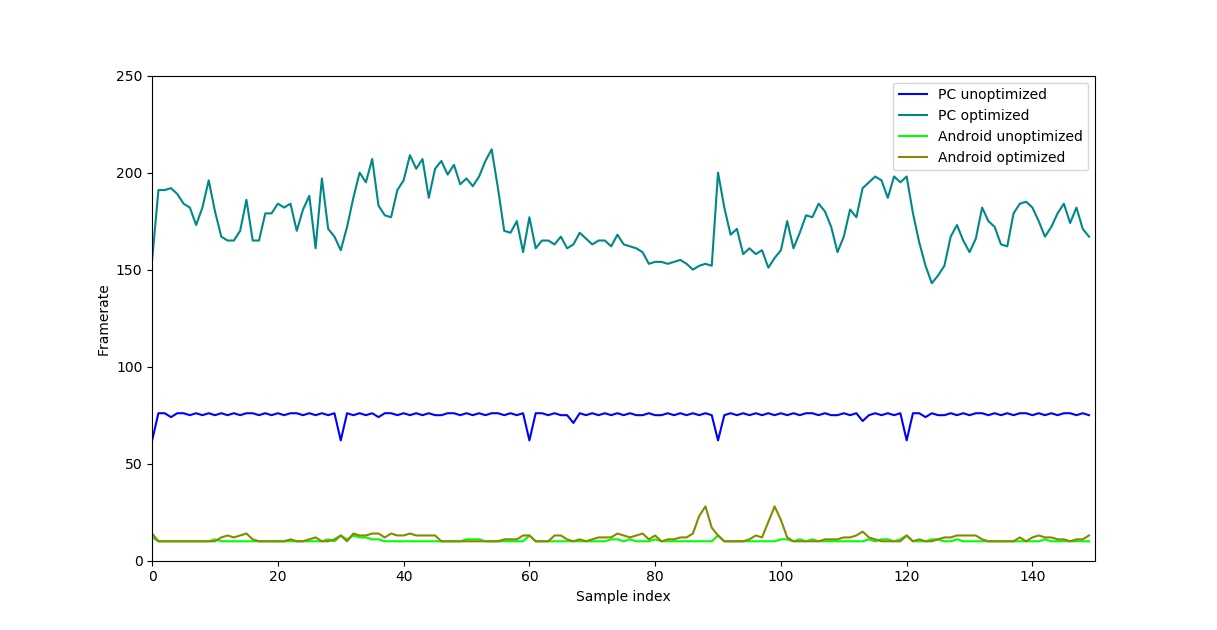 250
200
150
100
50
0
Framerate
0 20 40 60 80 100 120 140
Sample index
PC unoptimized
PC optimized
Android unoptimized
Android optimized